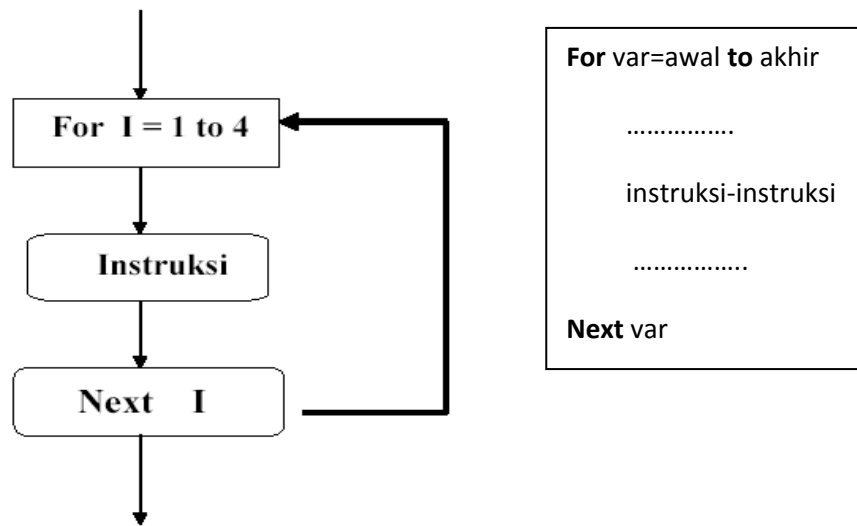 For I = 1 to 4
Instruksi
Next I
For var=awal to akhir
................
instruksi-instruksi
.................
Next var